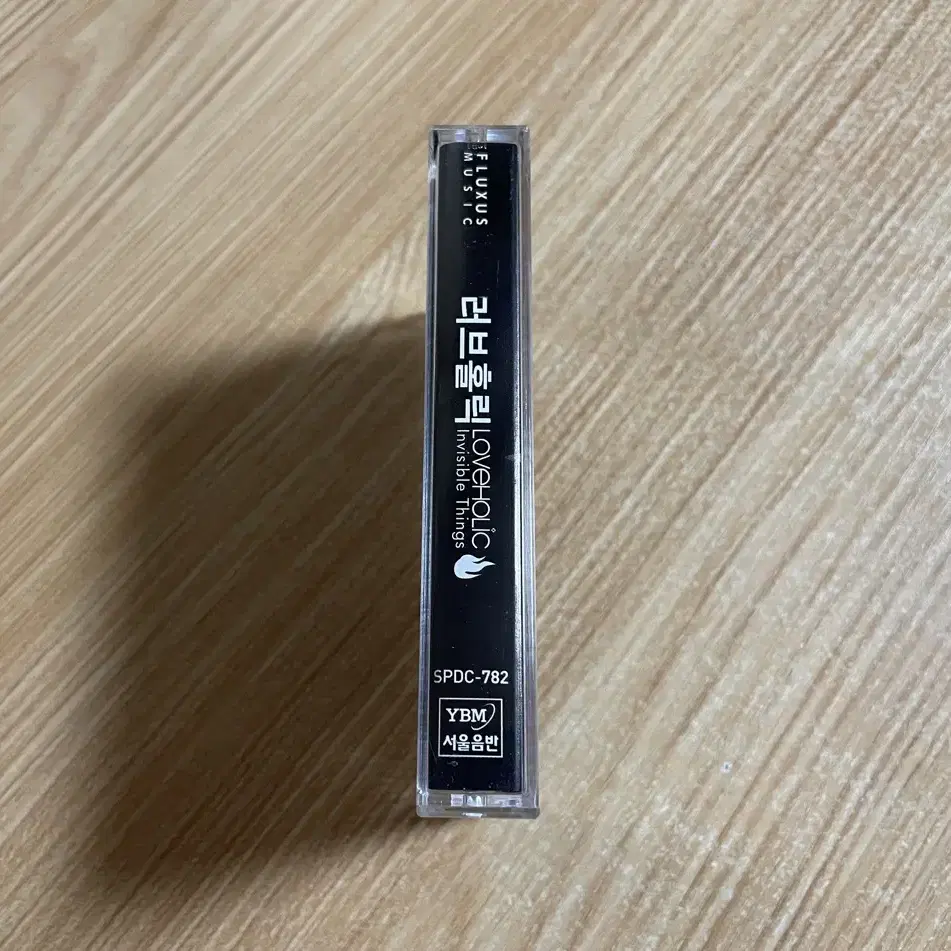 FLUXUS
MUSIC
러브홀릭
LOVEHOLIC
Invisible Things
SPDC-782
YBM
서울음반